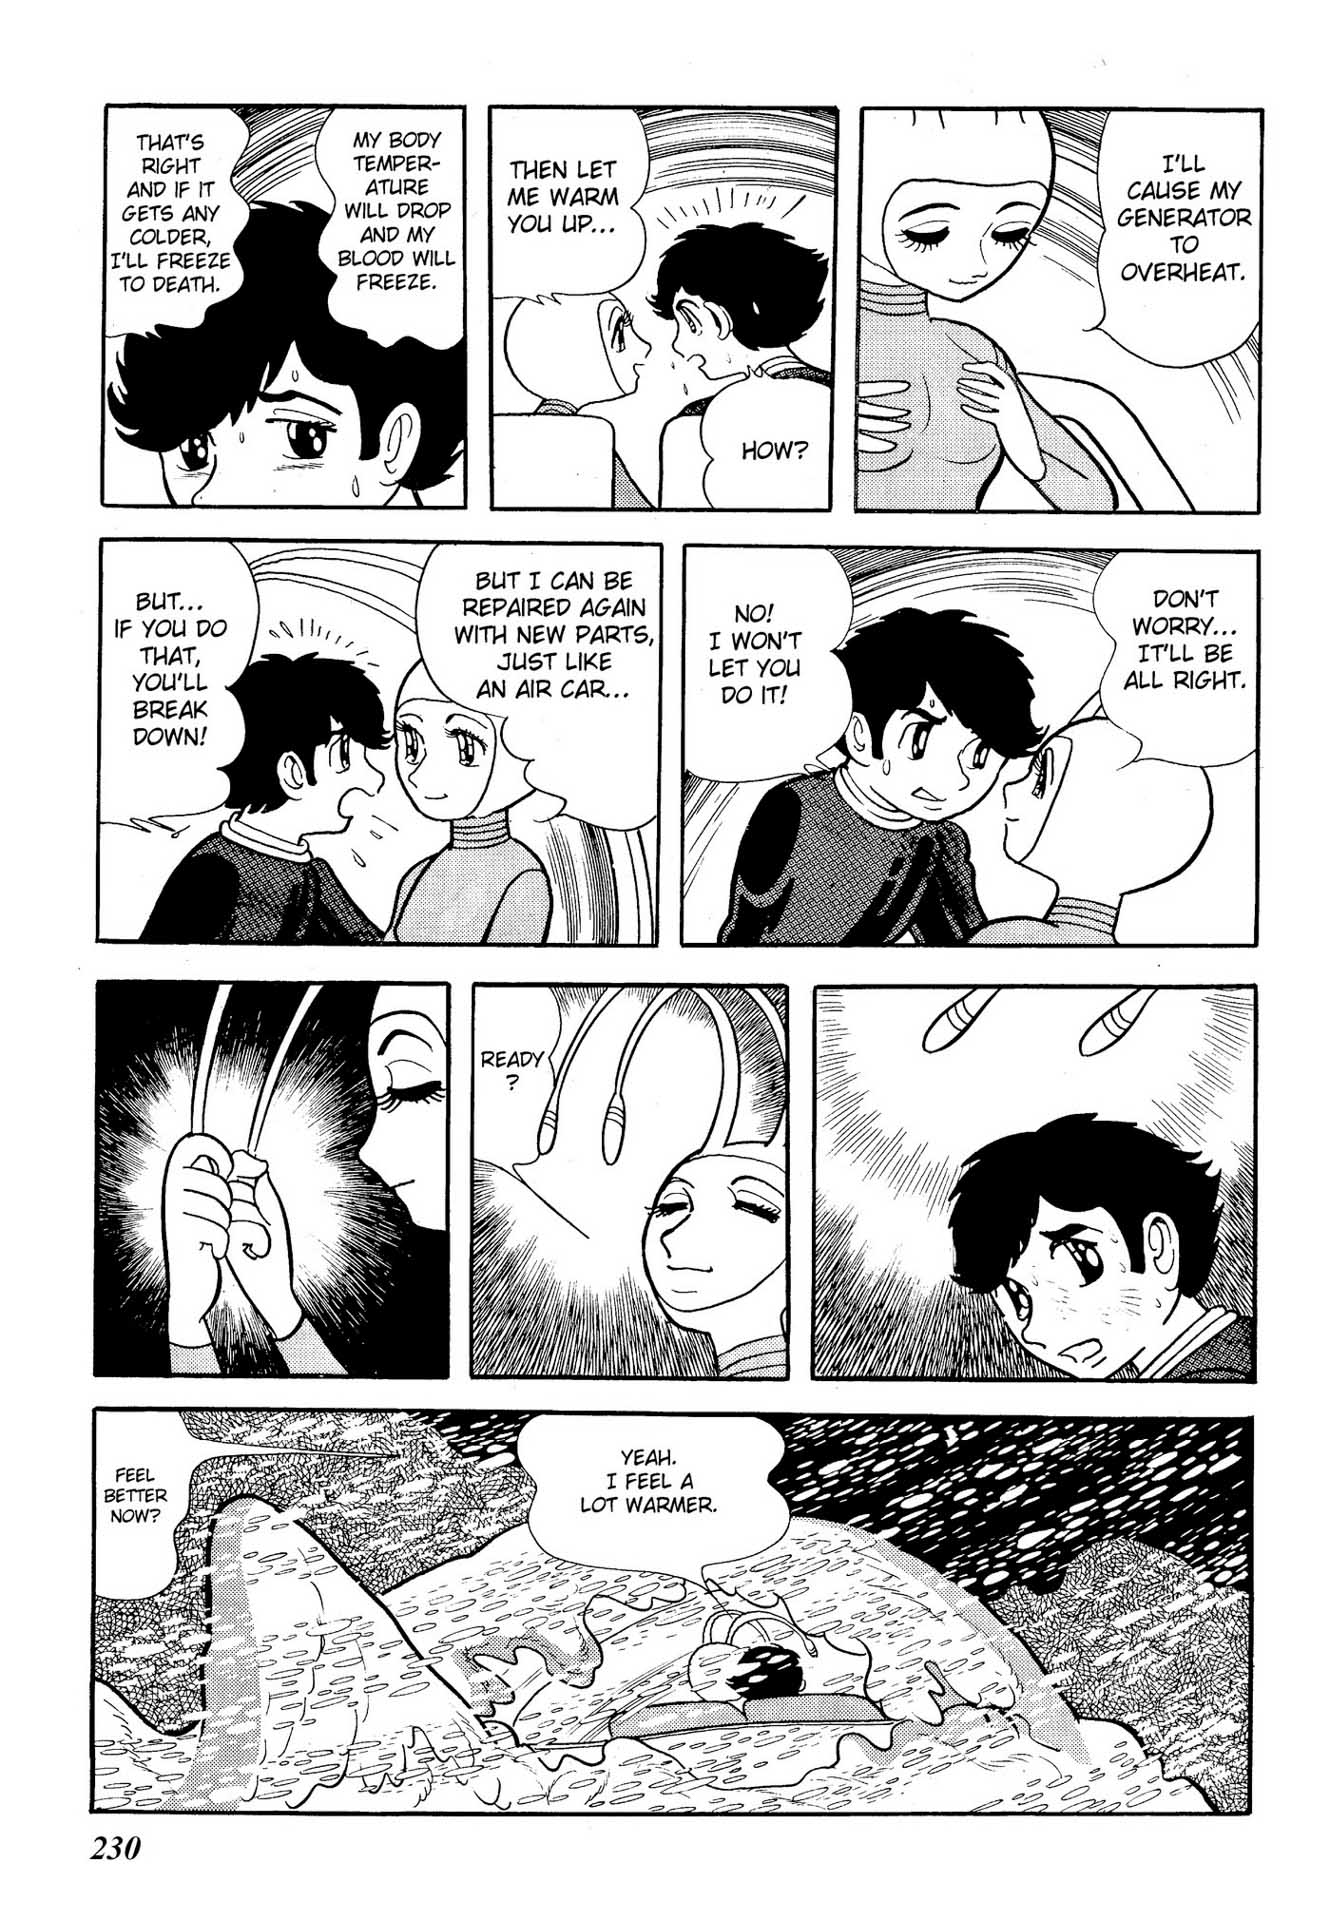 THAT'S
RIGHT
AND IF IT
GETS ANY
COLDER,
I'LL FREEZE
TO DEATH.
MY BODY
TEMPER-
ATURE
WILL DROP
AND MY
BLOOD WILL
FREEZE.
THEN LET
ME WARM
YOU UP...
HOW?
I'LL
CAUSE MY
GENERATOR
TO
OVERHEAT.
BUT...
IF YOU DO
THAT,
YOU'LL
BREAK
DOWN!
BUT I CAN BE
REPAIRED AGAIN
WITH NEW PARTS,
JUST LIKE
AN AIR CAR...
NO!
I WON'T
LET YOU
DO IT!
DON'T
WORRY...
IT'LL BE
ALL RIGHT.
READY
?
FEEL
BETTER
NOW?
YEAH.
I FEEL A
LOT WARMER.
230